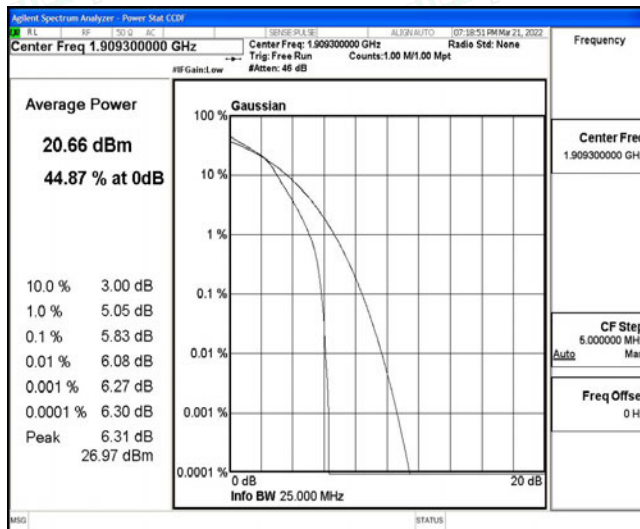 Agilent Spectrum Analyzer - Power Stat CCDF
RL RF 50 Ω AC SENSE:PULSE ALIGN AUTO 07:18:51 PM Mar 21, 2022
Center Freq 1.909300000 GHz
Center Freq: 1.909300000 GHz Radio Std: None
Trig: Free Run Counts:1.00 M/1.00 Mpt
#IFGain:Low #Atten: 46 dB
Frequency
Average Power
20.66 dBm
44.87 % at 0dB
10.0 % 3.00 dB
1.0 % 5.05 dB
0.1 % 5.83 dB
0.01 % 6.08 dB
0.001 % 6.27 dB
0.0001 % 6.30 dB
Peak 6.31 dB
26.97 dBm
Gaussian
100 %
10 %
1 %
0.1 %
0.01 %
0.001 %
0.0001 %
0 dB 20 dB
Info BW 25.000 MHz
Center Freq
1.909300000 GH
CF Step
5.000000 MH
Auto Ma
Freq Offse
0 H
MSG STATUS